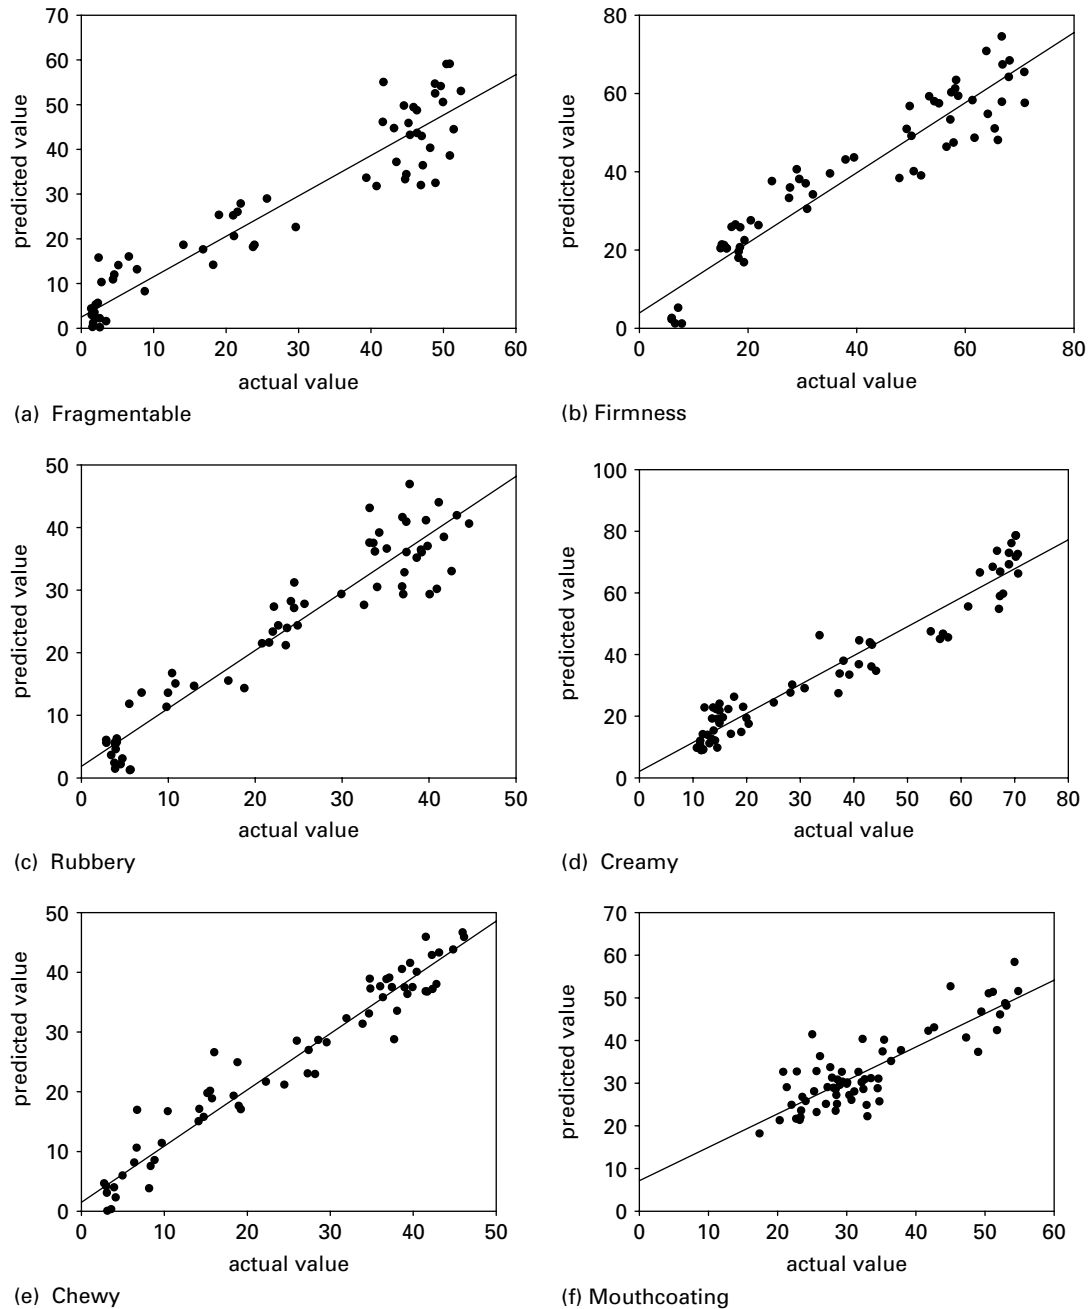 70
60
50
40
30
20
10
0
predicted value
0 10 20 30 40 50 60
actual value
(a) Fragmentable
80
60
40
20
0
predicted value
0 20 40 60 80
actual value
(b) Firmness
50
40
30
20
10
0
predicted value
0 10 20 30 40 50
actual value
(c) Rubbery
100
80
60
40
20
0
predicted value
0 10 20 30 40 50 60 70 80
actual value
(d) Creamy
50
40
30
20
10
0
predicted value
0 10 20 30 40 50
actual value
(e) Chewy
70
60
50
40
30
20
10
0
predicted value
0 10 20 30 40 50 60
actual value
(f) Mouthcoating